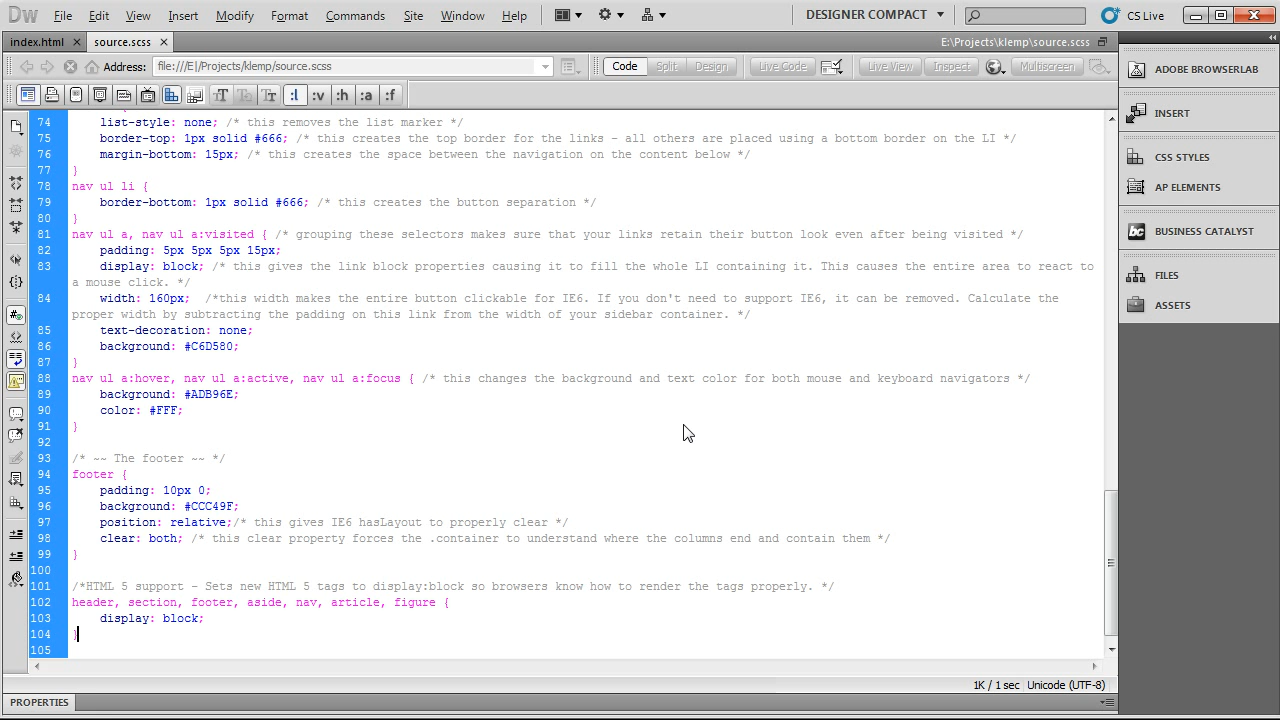 Dw File Edit View Insert Modify Format Commands Site Window Help DESIGNER COMPACT CS Live
index.html source.scss E:\Projects\klemp\source.scss
Address: file:///E|/Projects/klemp/source.scss Code Split Design Live Code Live View Inspect Multiscreen
:l :v :h :a :f
74 list-style: none; /* this removes the list marker */
75 border-top: 1px solid #666; /* this creates the top border for the links - all others are placed using a bottom border on the LI */
76 margin-bottom: 15px; /* this creates the space between the navigation on the content below */
77 }
78 nav ul li {
79 border-bottom: 1px solid #666; /* this creates the button separation */
80 }
81 nav ul a, nav ul a:visited { /* grouping these selectors makes sure that your links retain their button look even after being visited */
82 padding: 5px 5px 5px 15px;
83 display: block; /* this gives the link block properties causing it to fill the whole LI containing it. This causes the entire area to react to
a mouse click. */
84 width: 160px;  /*this width makes the entire button clickable for IE6. If you don't need to support IE6, it can be removed. Calculate the
proper width by subtracting the padding on this link from the width of your sidebar container. */
85 text-decoration: none;
86 background: #C6D580;
87 }
88 nav ul a:hover, nav ul a:active, nav ul a:focus { /* this changes the background and text color for both mouse and keyboard navigators */
89 background: #ADB96E;
90 color: #FFF;
91 }
92
93 /* ~~ The footer ~~ */
94 footer {
95 padding: 10px 0;
96 background: #CCC49F;
97 position: relative;/* this gives IE6 hasLayout to properly clear */
98 clear: both; /* this clear property forces the .container to understand where the columns end and contain them */
99 }
100
101 /*HTML 5 support - Sets new HTML 5 tags to display:block so browsers know how to render the tags properly. */
102 header, section, footer, aside, nav, article, figure {
103 display: block;
104 }
105
1K / 1 sec Unicode (UTF-8)
PROPERTIES
ADOBE BROWSERLAB
INSERT
CSS STYLES
AP ELEMENTS
bc BUSINESS CATALYST
FILES
ASSETS